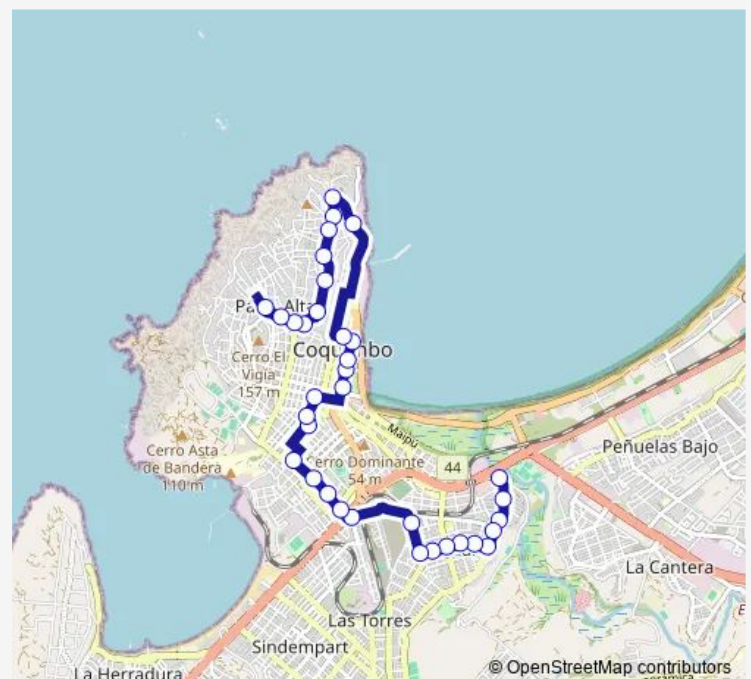 Coquimbo
Cerro El
Vigía
157 m
Maipú
Cerro Asta
de Bandera
110 m
Cerro Dominante
54 m
44
Peñuelas Bajo
La Cantera
Las Torres
Sindempart
La Herradura
© OpenStreetMap contributors